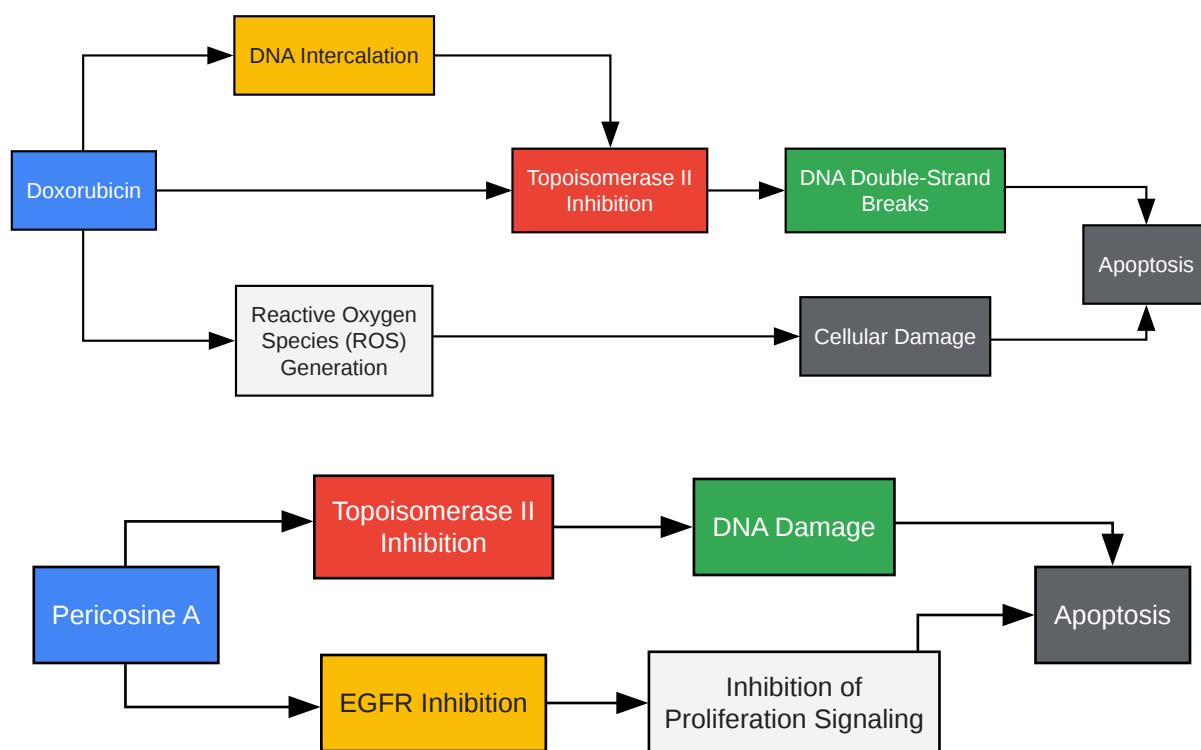 DNA Intercalation
Doxorubicin
Topoisomerase II
Inhibition
DNA Double-Strand
Breaks
Apoptosis
Reactive Oxygen
Species (ROS)
Generation
Cellular Damage
Topoisomerase II
Inhibition
DNA Damage
Pericosine A
Apoptosis
EGFR Inhibition
Inhibition of
Proliferation Signaling